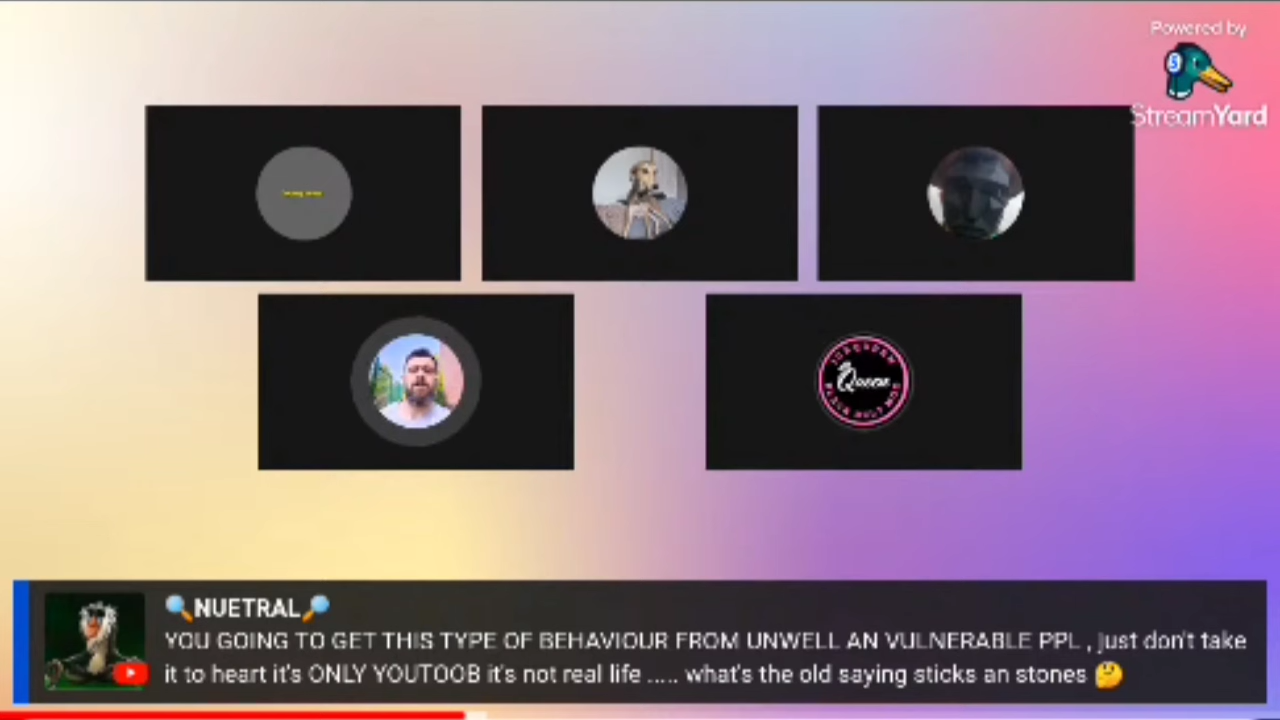 Powered by
StreamYard
Queen
🔍NUETRAL🔎
YOU GOING TO GET THIS TYPE OF BEHAVIOUR FROM UNWELL AN VULNERABLE PPL , just don't take
it to heart it's ONLY YOUTOOB it's not real life ..... what's the old saying sticks an stones 🤔